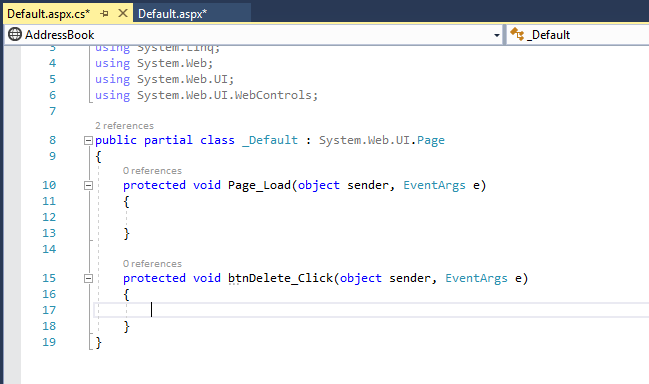 Default.aspx.cs* Default.aspx*
AddressBook _Default
3 using System.Linq;
4 using System.Web;
5 using System.Web.UI;
6 using System.Web.UI.WebControls;
7
2 references
8 public partial class _Default : System.Web.UI.Page
9 {
0 references
10 protected void Page_Load(object sender, EventArgs e)
11 {
12
13 }
14
0 references
15 protected void btnDelete_Click(object sender, EventArgs e)
16 {
17
18 }
19 }